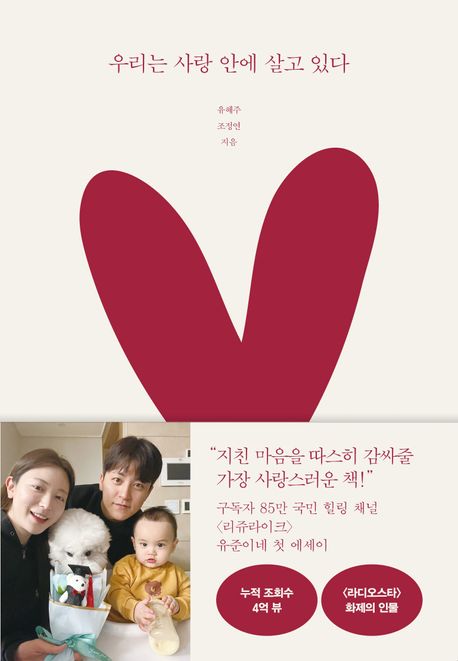 우리는 사랑 안에 살고 있다
유혜주
조정연
지음
“지친 마음을 따스히 감싸줄
가장 사랑스러운 책!”
구독자 85만 국민 힐링 채널
〈리쥬라이크〉
유준이네 첫 에세이
누적 조회수
4억 뷰
〈라디오스타〉
화제의 인물